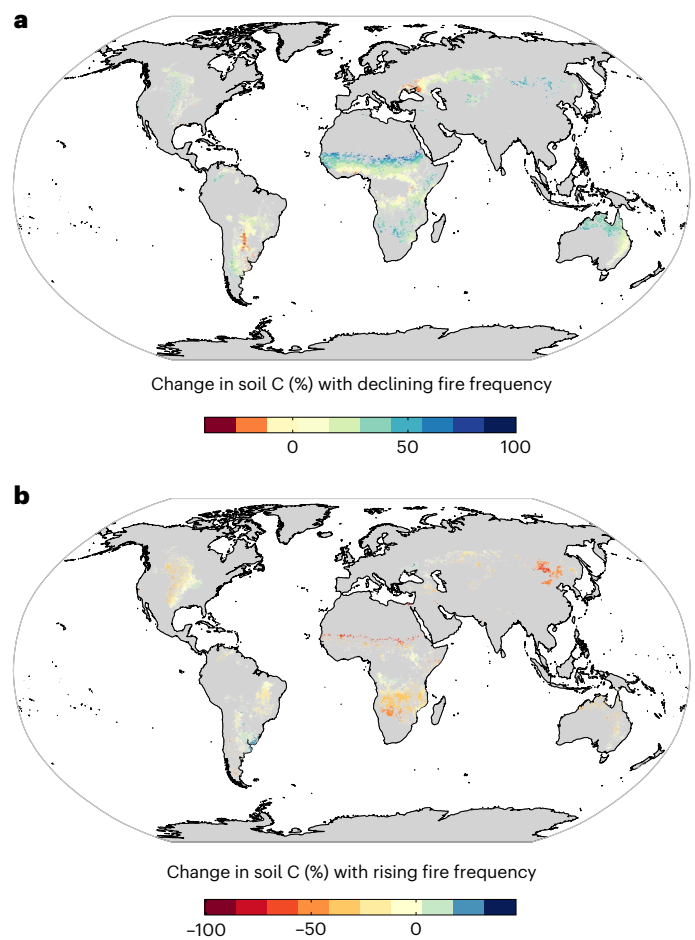 a
Change in soil C (%) with declining fire frequency
0 50 100
b
Change in soil C (%) with rising fire frequency
–100 –50 0